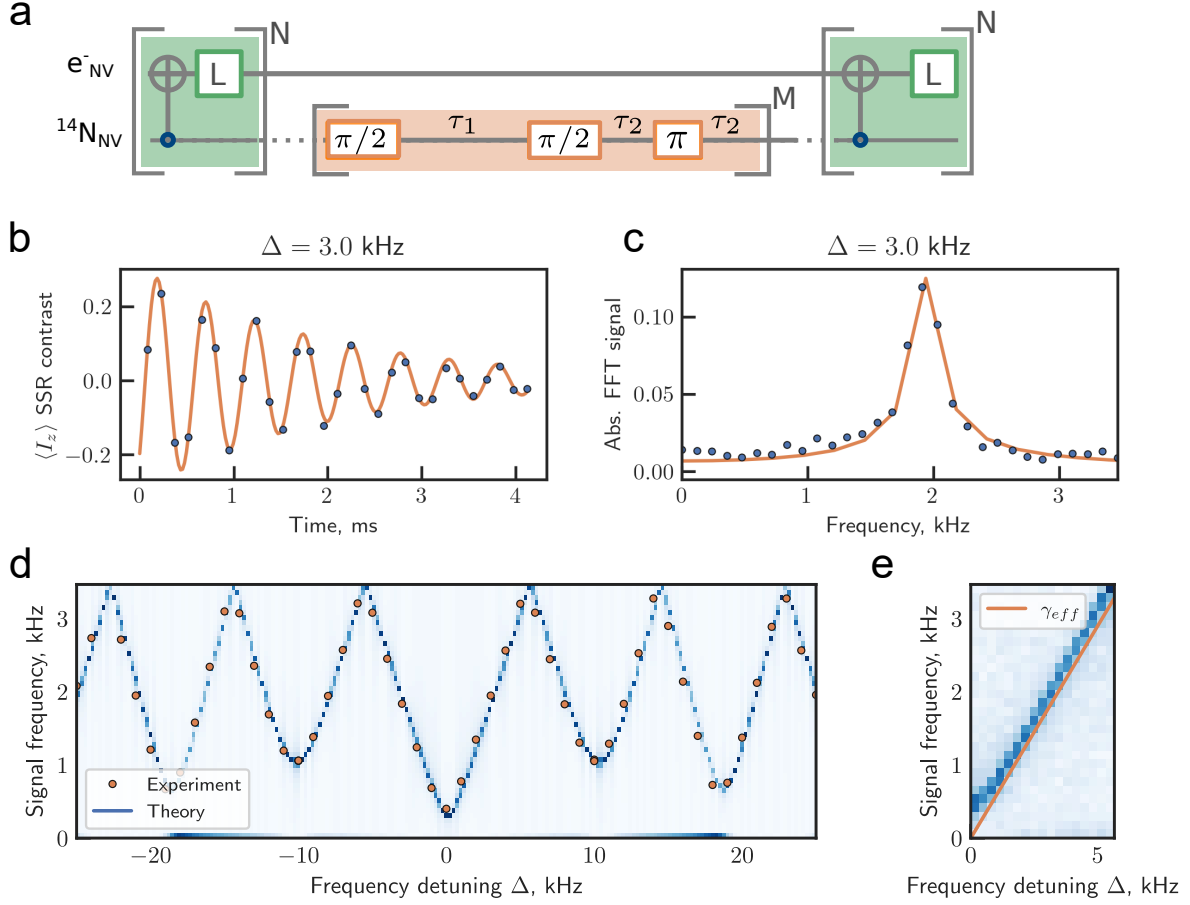 a
e⁻NV
L
N
N
L
¹⁴N_NV
π/2
τ₁
π/2
τ₂
π
τ₂
M
b
Δ = 3.0 kHz
⟨I_z⟩ SSR contrast
0.2
0.0
−0.2
0 1 2 3 4
Time, ms
c
Δ = 3.0 kHz
Abs. FFT signal
0.10
0.05
0.00
0 1 2 3
Frequency, kHz
d
Signal frequency, kHz
3
2
1
0
Experiment
Theory
−20 −10 0 10 20
Frequency detuning Δ, kHz
e
Signal frequency, kHz
3
2
1
0
γ_eff
0 5
Frequency detuning Δ, kHz